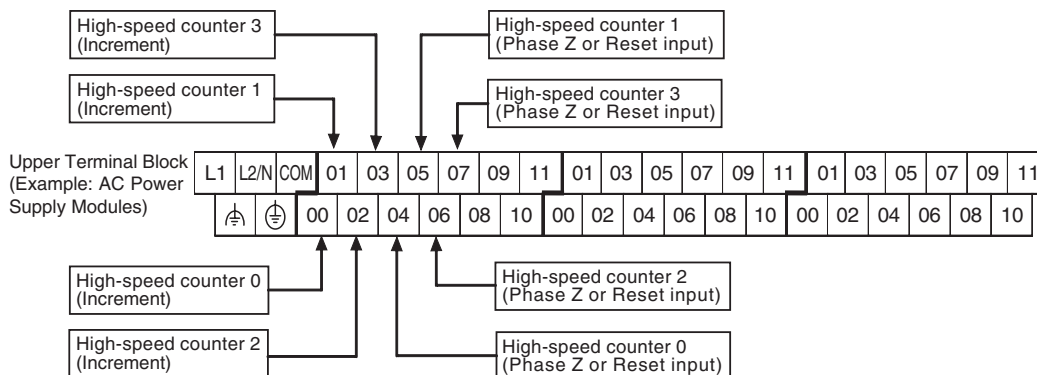 High-speed counter 3
(Increment)
High-speed counter 1
(Phase Z or Reset input)
High-speed counter 1
(Increment)
High-speed counter 3
(Phase Z or Reset input)
Upper Terminal Block
(Example: AC Power
Supply Modules)
L1 L2/N COM 01 03 05 07 09 11 01 03 05 07 09 11 01 03 05 07 09 11
00 02 04 06 08 10 00 02 04 06 08 10 00 02 04 06 08 10
High-speed counter 0
(Increment)
High-speed counter 2
(Phase Z or Reset input)
High-speed counter 2
(Increment)
High-speed counter 0
(Phase Z or Reset input)